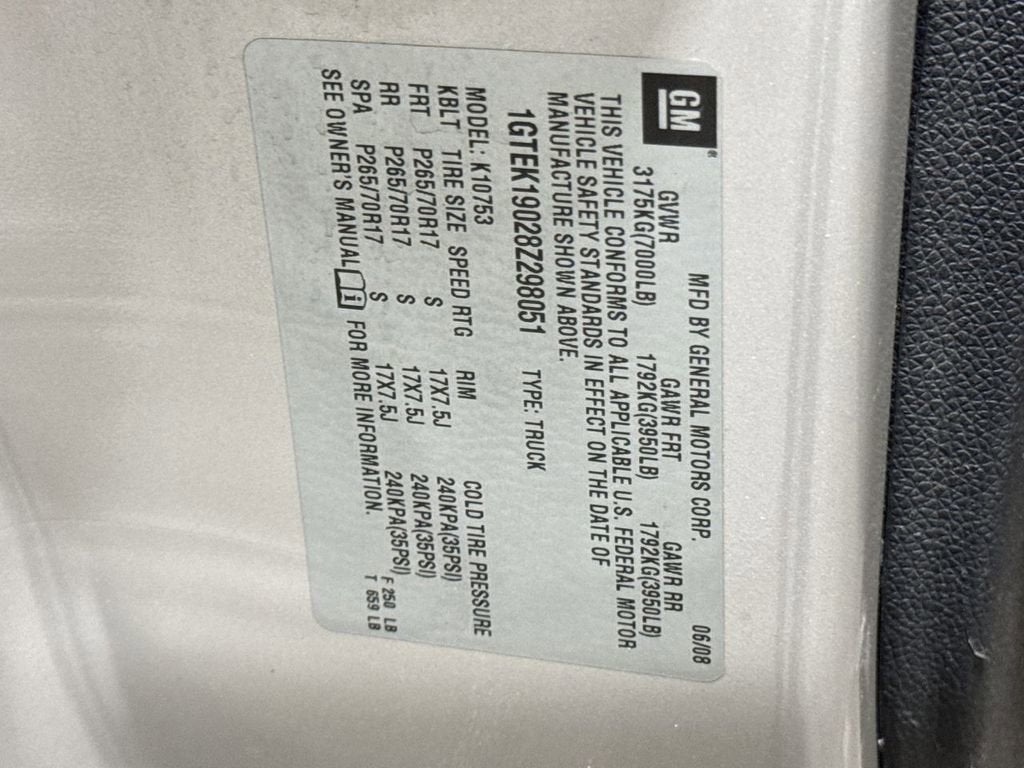 GM®
MFD BY GENERAL MOTORS CORP. 06/08
GVWR GAWR FRT GAWR RR
3175KG(7000LB) 1792KG(3950LB) 1792KG(3950LB)
THIS VEHICLE CONFORMS TO ALL APPLICABLE U.S. FEDERAL MOTOR
VEHICLE SAFETY STANDARDS IN EFFECT ON THE DATE OF
MANUFACTURE SHOWN ABOVE.
1GTEK19028Z298051 TYPE: TRUCK
MODEL: K10753
KBLT TIRE SIZE SPEED RTG RIM COLD TIRE PRESSURE
FRT P265/70R17 S 17X7.5J 240KPA(35PSI)
RR P265/70R17 S 17X7.5J 240KPA(35PSI)
SPA P265/70R17 S 17X7.5J 240KPA(35PSI)
SEE OWNER'S MANUAL i FOR MORE INFORMATION.
F 250 LB
T 659 LB